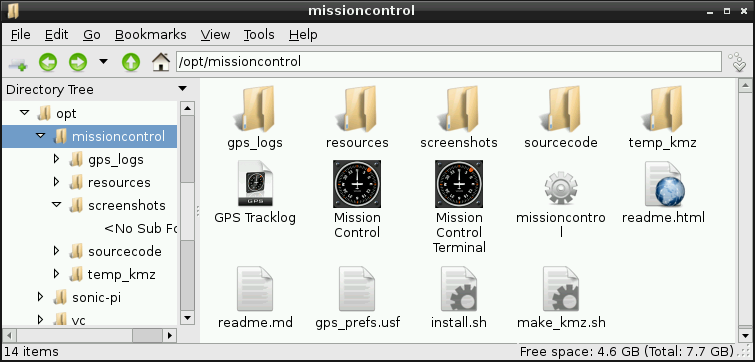 missioncontrol
File Edit Go Bookmarks View Tools Help
/opt/missioncontrol
Directory Tree
opt
missioncontrol
gps_logs
resources
screenshots
<No Sub Fo
sourcecode
temp_kmz
sonic-pi
vc
gps_logs resources screenshots sourcecode temp_kmz
GPS
GPS Tracklog
Mission
Control
Mission
Control
Terminal
missioncontro
l
readme.html
readme.md gps_prefs.usf install.sh make_kmz.sh
14 items
Free space: 4.6 GB (Total: 7.7 GB)